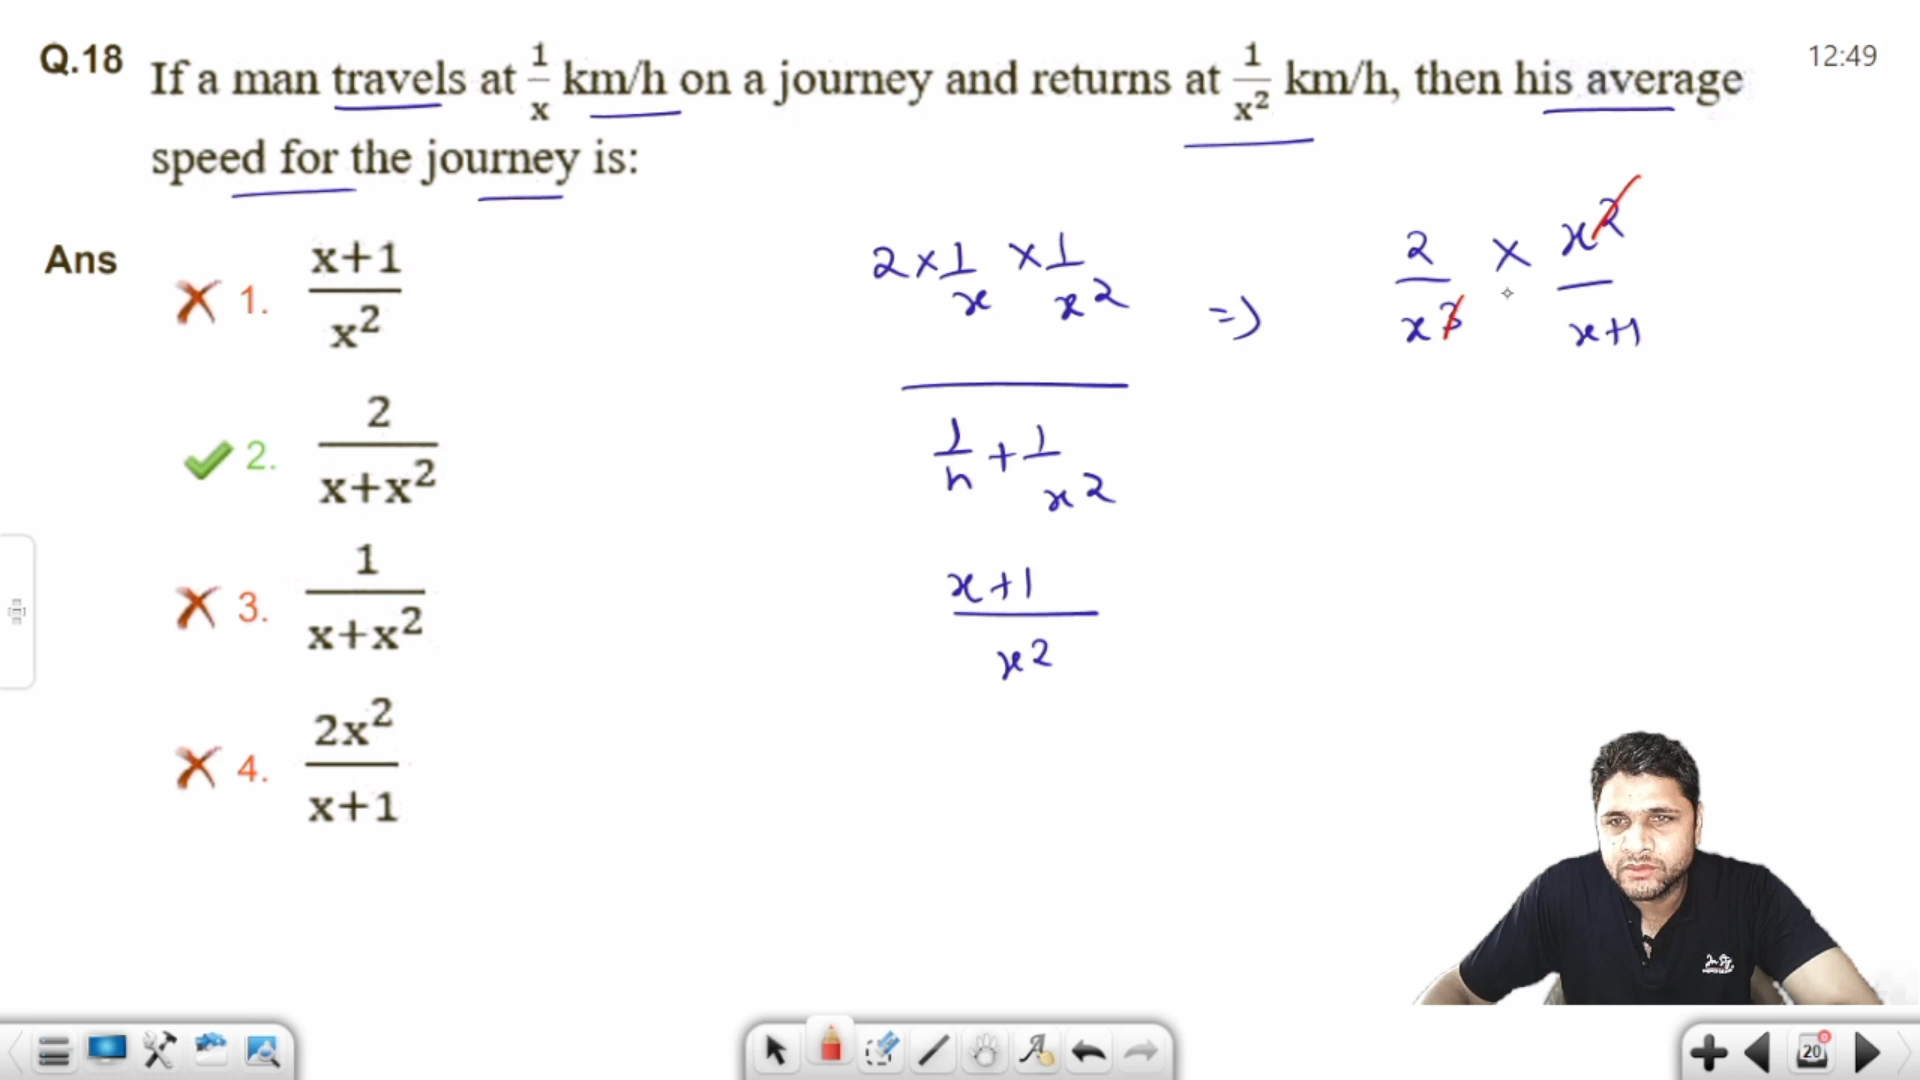 Q.18 If a man travels at 1/x km/h on a journey and returns at 1/x² km/h, then his average
speed for the journey is:
12:49
Ans
1. x+1/x²
2. 2/x+x²
3. 1/x+x²
4. 2x²/x+1
2 × 1/x × 1/x2
1/n + 1/x2
x+1
x2
=> 2/x3 × x2/x+1
20